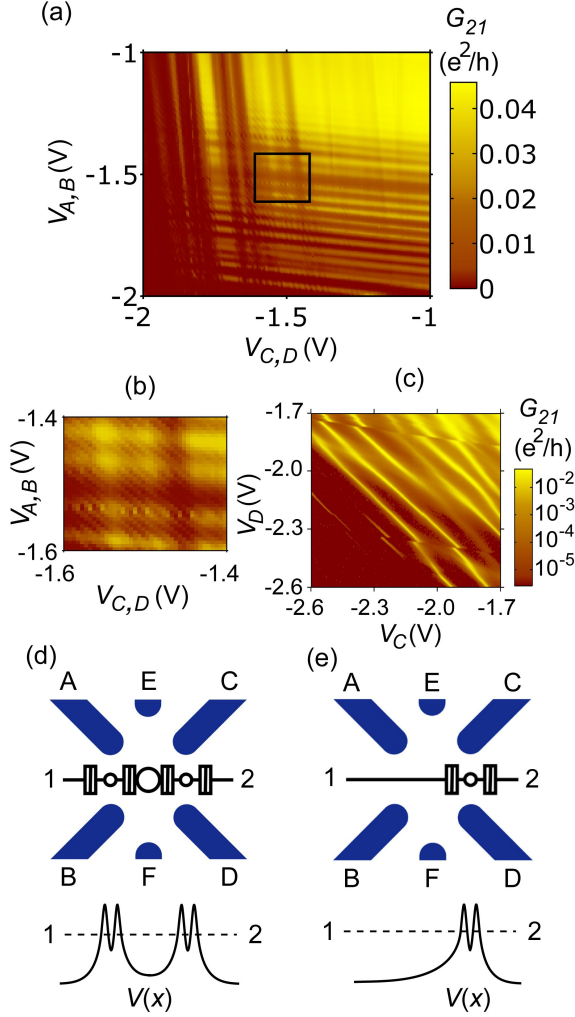 (a)
G21
(e²/h)
-1
-1.5
-2
VA,B (V)
0.04
0.03
0.02
0.01
0
-2
-1.5
-1
VC,D (V)
(b)
-1.4
-1.6
VA,B (V)
-1.6
-1.4
VC,D (V)
(c)
G21
(e²/h)
-1.7
-2.0
-2.3
-2.6
VD (V)
10-2
10-3
10-4
10-5
-2.6
-2.3
-2.0
-1.7
VC (V)
(d)
A E C
1 2
B F D
1 2
V(x)
(e)
A E C
1 2
B F D
1 2
V(x)